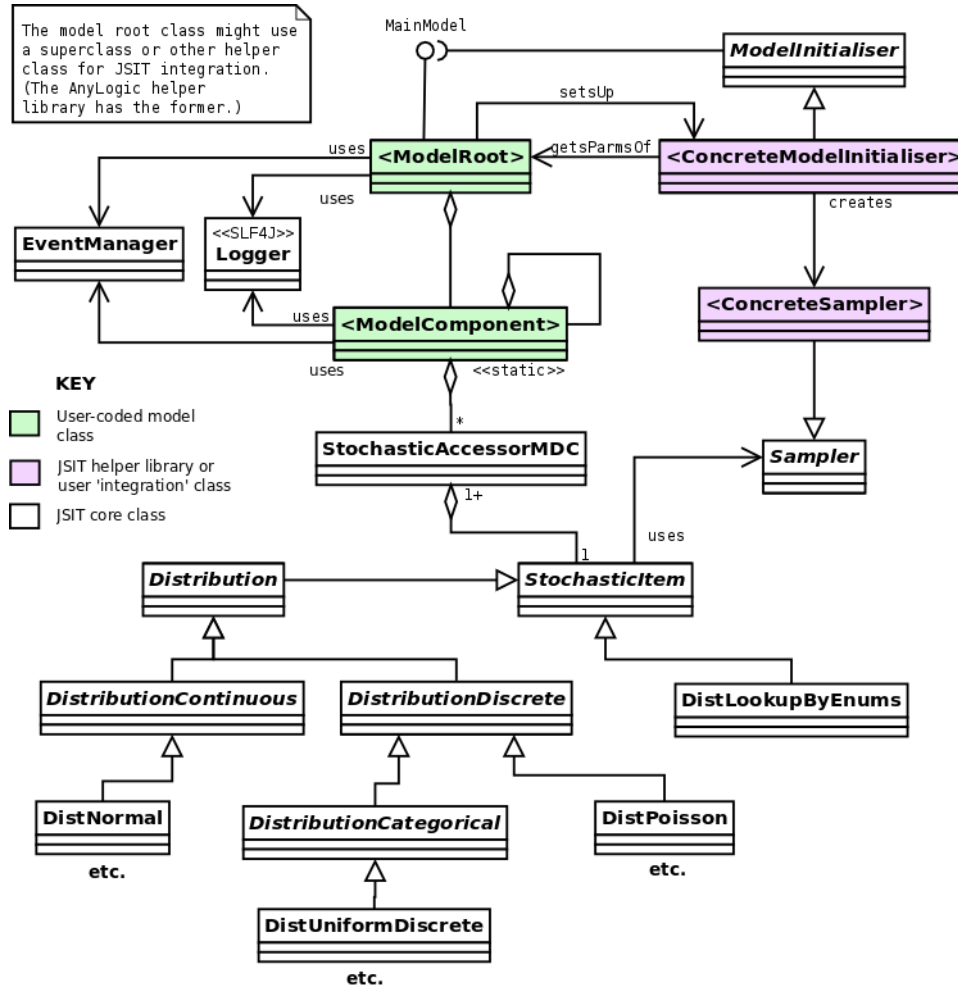 The model root class might use
a superclass or other helper
class for JSIT integration.
(The AnyLogic helper
library has the former.)
MainModel
ModelInitialiser
setsUp
uses
<ModelRoot>
getsParmsOf
<ConcreteModelInitialiser>
uses
creates
EventManager
<<SLF4J>>
Logger
<ConcreteSampler>
uses
<ModelComponent>
uses
<<static>>
KEY
User-coded model
class
JSIT helper library or
user 'integration' class
JSIT core class
*
StochasticAccessorMDC
Sampler
1+
uses
1
Distribution
StochasticItem
DistributionContinuous
DistributionDiscrete
DistLookupByEnums
DistNormal
DistributionCategorical
DistPoisson
etc.
etc.
DistUniformDiscrete
etc.